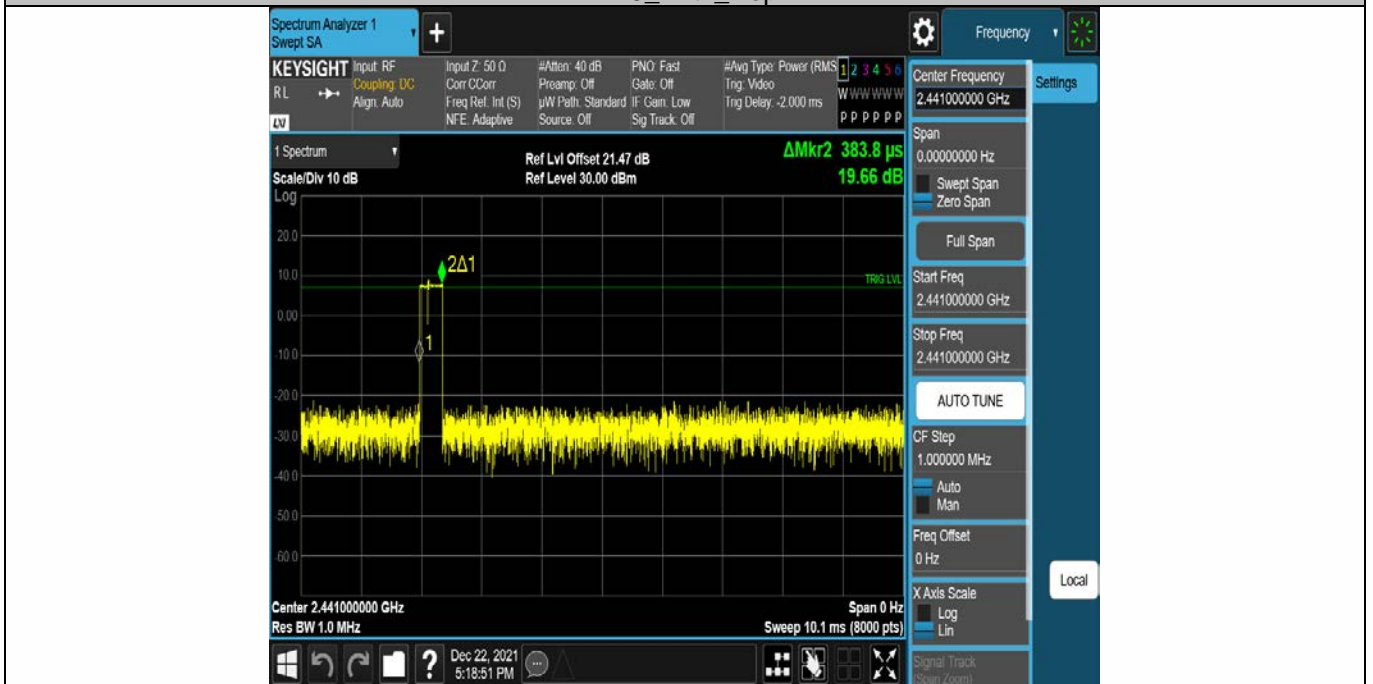 Spectrum Analyzer 1
Swept SA
+
Frequency
KEYSIGHT
RL
LXI
Input: RF
Coupling: DC
Align: Auto
Input Z: 50 Ω
Corr CCorr
Freq Ref: Int (S)
NFE: Adaptive
#Atten: 40 dB
Preamp: Off
µW Path: Standard
Source: Off
PNO: Fast
Gate: Off
IF Gain: Low
Sig Track: Off
#Avg Type: Power (RMS
Trig: Video
Trig Delay: -2.000 ms
1 2 3 4 5 6
W W W W W W
P P P P P P
1 Spectrum
Scale/Div 10 dB
Log
Ref Lvl Offset 21.47 dB
Ref Level 30.00 dBm
ΔMkr2 383.8 µs
19.66 dB
20.0
10.0
0.00
-10.0
-20.0
-30.0
-40.0
-50.0
-60.0
2Δ1
1
TRIG LVL
Center 2.441000000 GHz
Res BW 1.0 MHz
Span 0 Hz
Sweep 10.1 ms (8000 pts)
?
Dec 22, 2021
5:18:51 PM
Center Frequency
2.441000000 GHz
Span
0.00000000 Hz
Swept Span
Zero Span
Full Span
Start Freq
2.441000000 GHz
Stop Freq
2.441000000 GHz
AUTO TUNE
CF Step
1.000000 MHz
Auto
Man
Freq Offset
0 Hz
X Axis Scale
Log
Lin
Signal Track
(Span Zoom)
Settings
Local